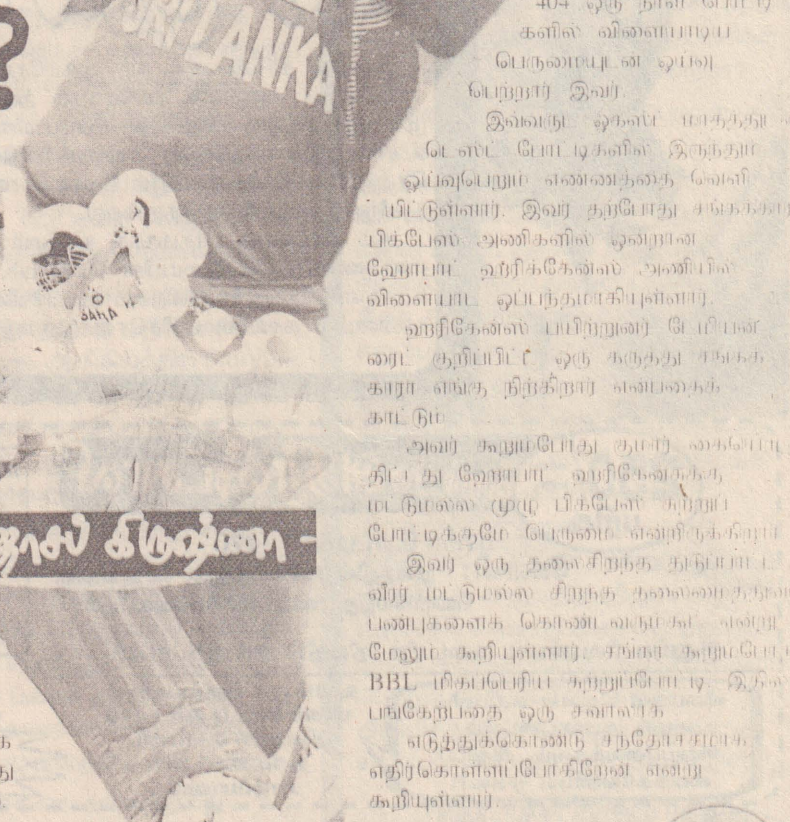 ?
SRI LANKA
404 ஒரு நாள் போட்டி
களில் விளையாடிய
பெருமையுடன் ஓய்வு
பெற்றார் இவர்.
இவ்வருட ஓகஸ்ட் மாதத்து
டெஸ்ட் போட்டிகளில் இருந்தும்
ஓய்வுபெறும் எண்ணத்தை வெளி
யிட்டுள்ளார். இவர் தற்போது சங்கக்கார
பிக்பேஸ் அணிகளில் ஒன்றான
ஹோபாட் ஹரிக்கேன்ஸ் அணியில்
விளையாட ஒப்பந்தமாகியுள்ளார்.
ஹரிகேன்ஸ் பயிற்றுனர் டேமியன்
ரைட் குறிப்பிட்ட ஒரு கருத்து சங்கக்
காரா எங்கு நிற்கிறார் என்பதைக்
காட்டும்
அவர் கூறும்போது குமார் கையொப
மிட்டது ஹோபாட் ஹரிகேனுக்கு
மட்டுமல்ல முழு பிக்பேஸ் சுற்றுப்
போட்டிக்குமே பெருமை என்றிருக்கிறார்
இவர் ஒரு தலைசிறந்த துடுப்பாட்ட
வீரர் மட்டுமல்ல சிறந்த தலைமைத்துவ
பண்புகளைக் கொண்டவரும்கூட என்று
மேலும் கூறியுள்ளார். சங்கா கூறும்போது
BBL மிகப்பெரிய சுற்றுப்போட்டி. இதில்
பங்கேற்பதை ஒரு சவாலாக
எடுத்துக்கொண்டு சந்தோசமாக
எதிர்கொள்ளப்போகிறேன் என்று
கூறியுள்ளார்.
கிருஷ்ணா -
க
து